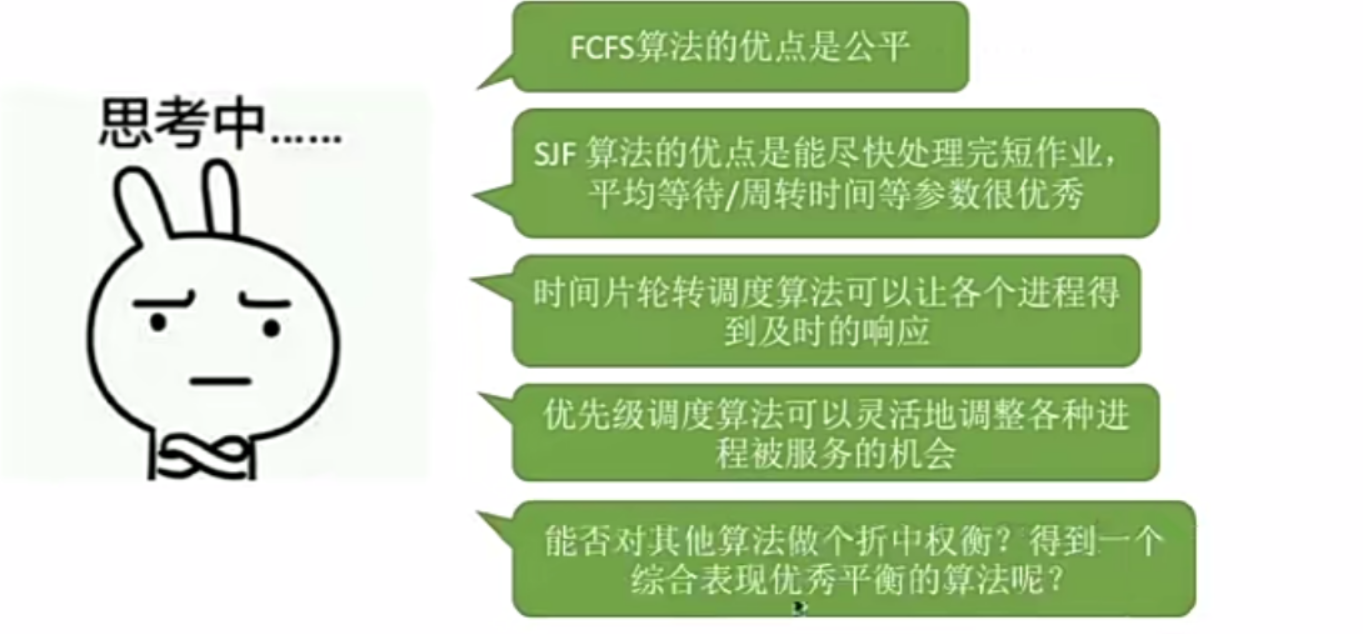 思考中……
FCFS算法的优点是公平
SJF 算法的优点是能尽快处理完短作业，
平均等待/周转时间等参数很优秀
时间片轮转调度算法可以让各个进程得
到及时的响应
优先级调度算法可以灵活地调整各种进
程被服务的机会
能否对其他算法做个折中权衡？得到一个
综合表现优秀平衡的算法呢？